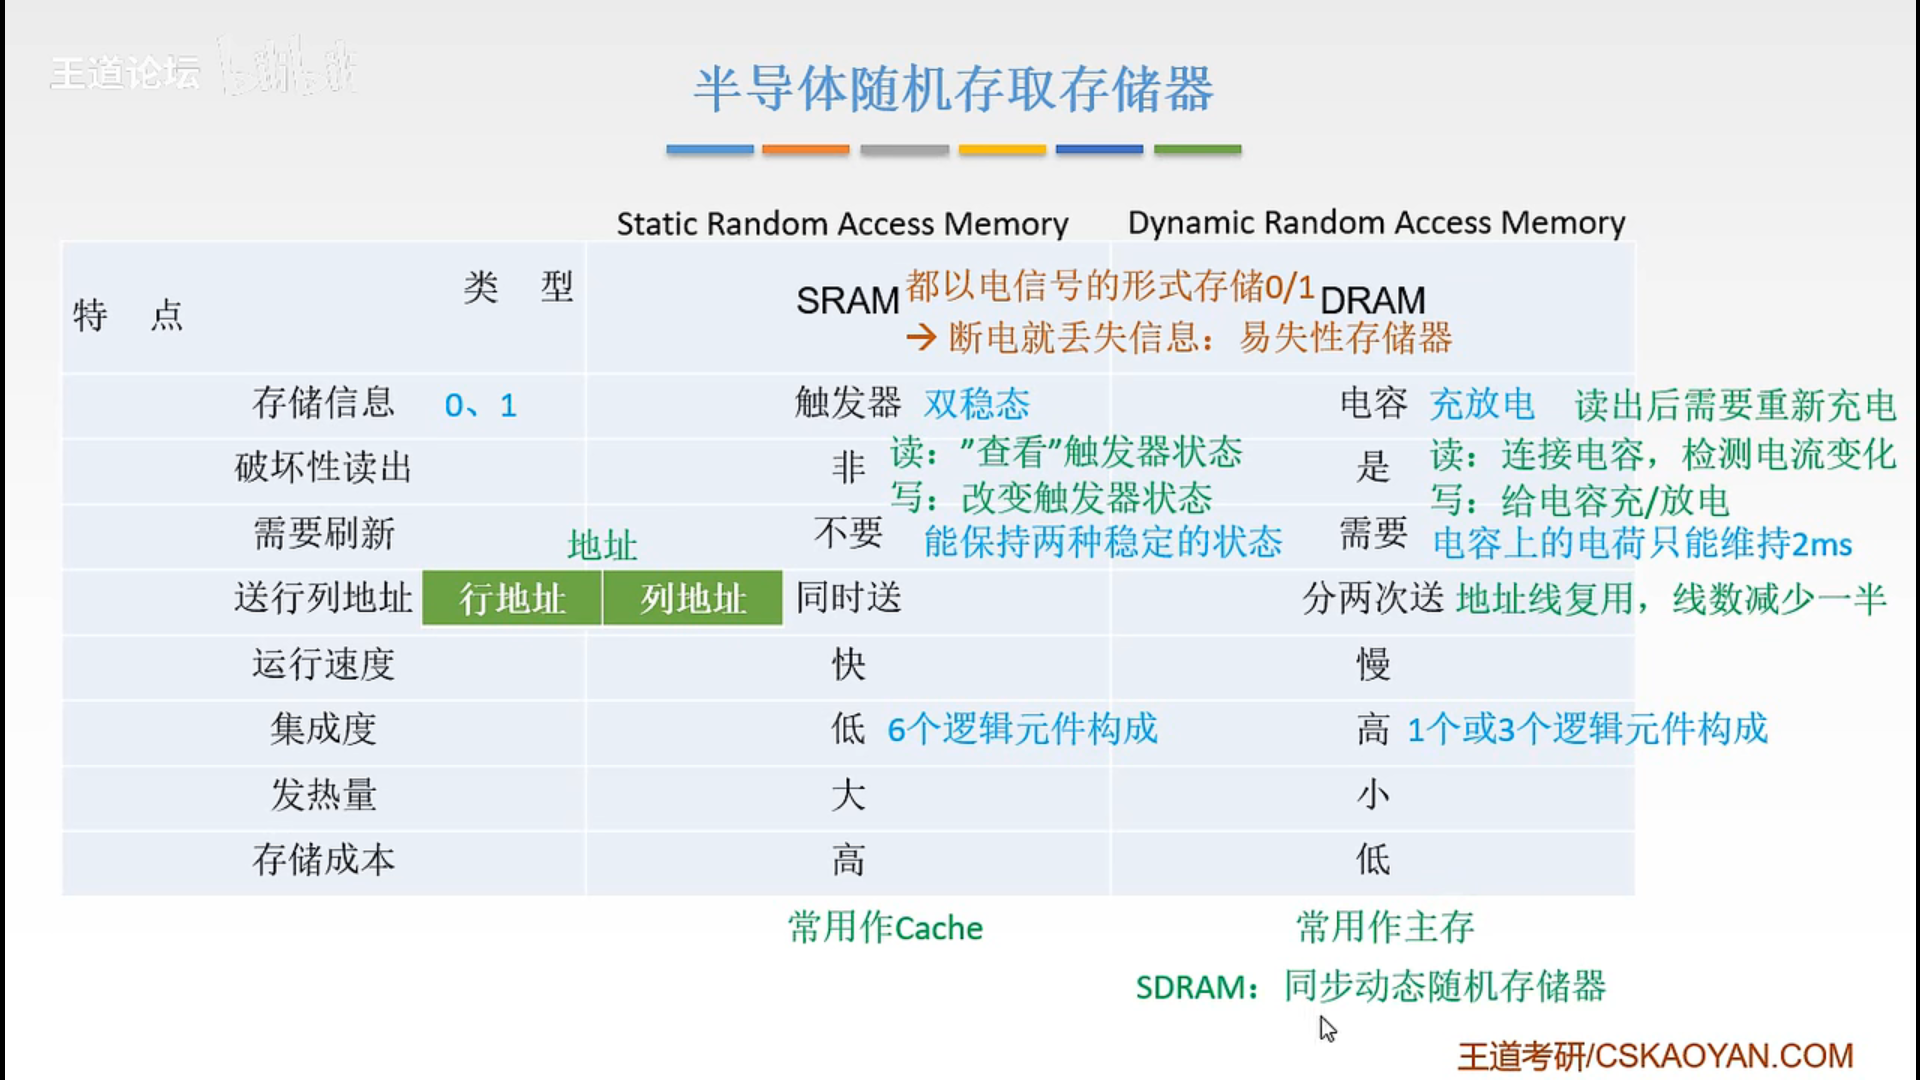 王道论坛 bilibili
半导体随机存取存储器
Static Random Access Memory Dynamic Random Access Memory
类 型
特 点
SRAM 都以电信号的形式存储0/1 DRAM
→ 断电就丢失信息：易失性存储器
存储信息 0、1 触发器 双稳态 电容 充放电 读出后需要重新充电
破坏性读出 非 读：”查看”触发器状态 是 读：连接电容，检测电流变化
写：改变触发器状态 写：给电容充/放电
需要刷新 地址 不要 能保持两种稳定的状态 需要 电容上的电荷只能维持2ms
送行列地址 行地址 列地址 同时送 分两次送 地址线复用，线数减少一半
运行速度 快 慢
集成度 低 6个逻辑元件构成 高 1个或3个逻辑元件构成
发热量 大 小
存储成本 高 低
常用作Cache 常用作主存
SDRAM：同步动态随机存储器
王道考研/CSKAOYAN.COM